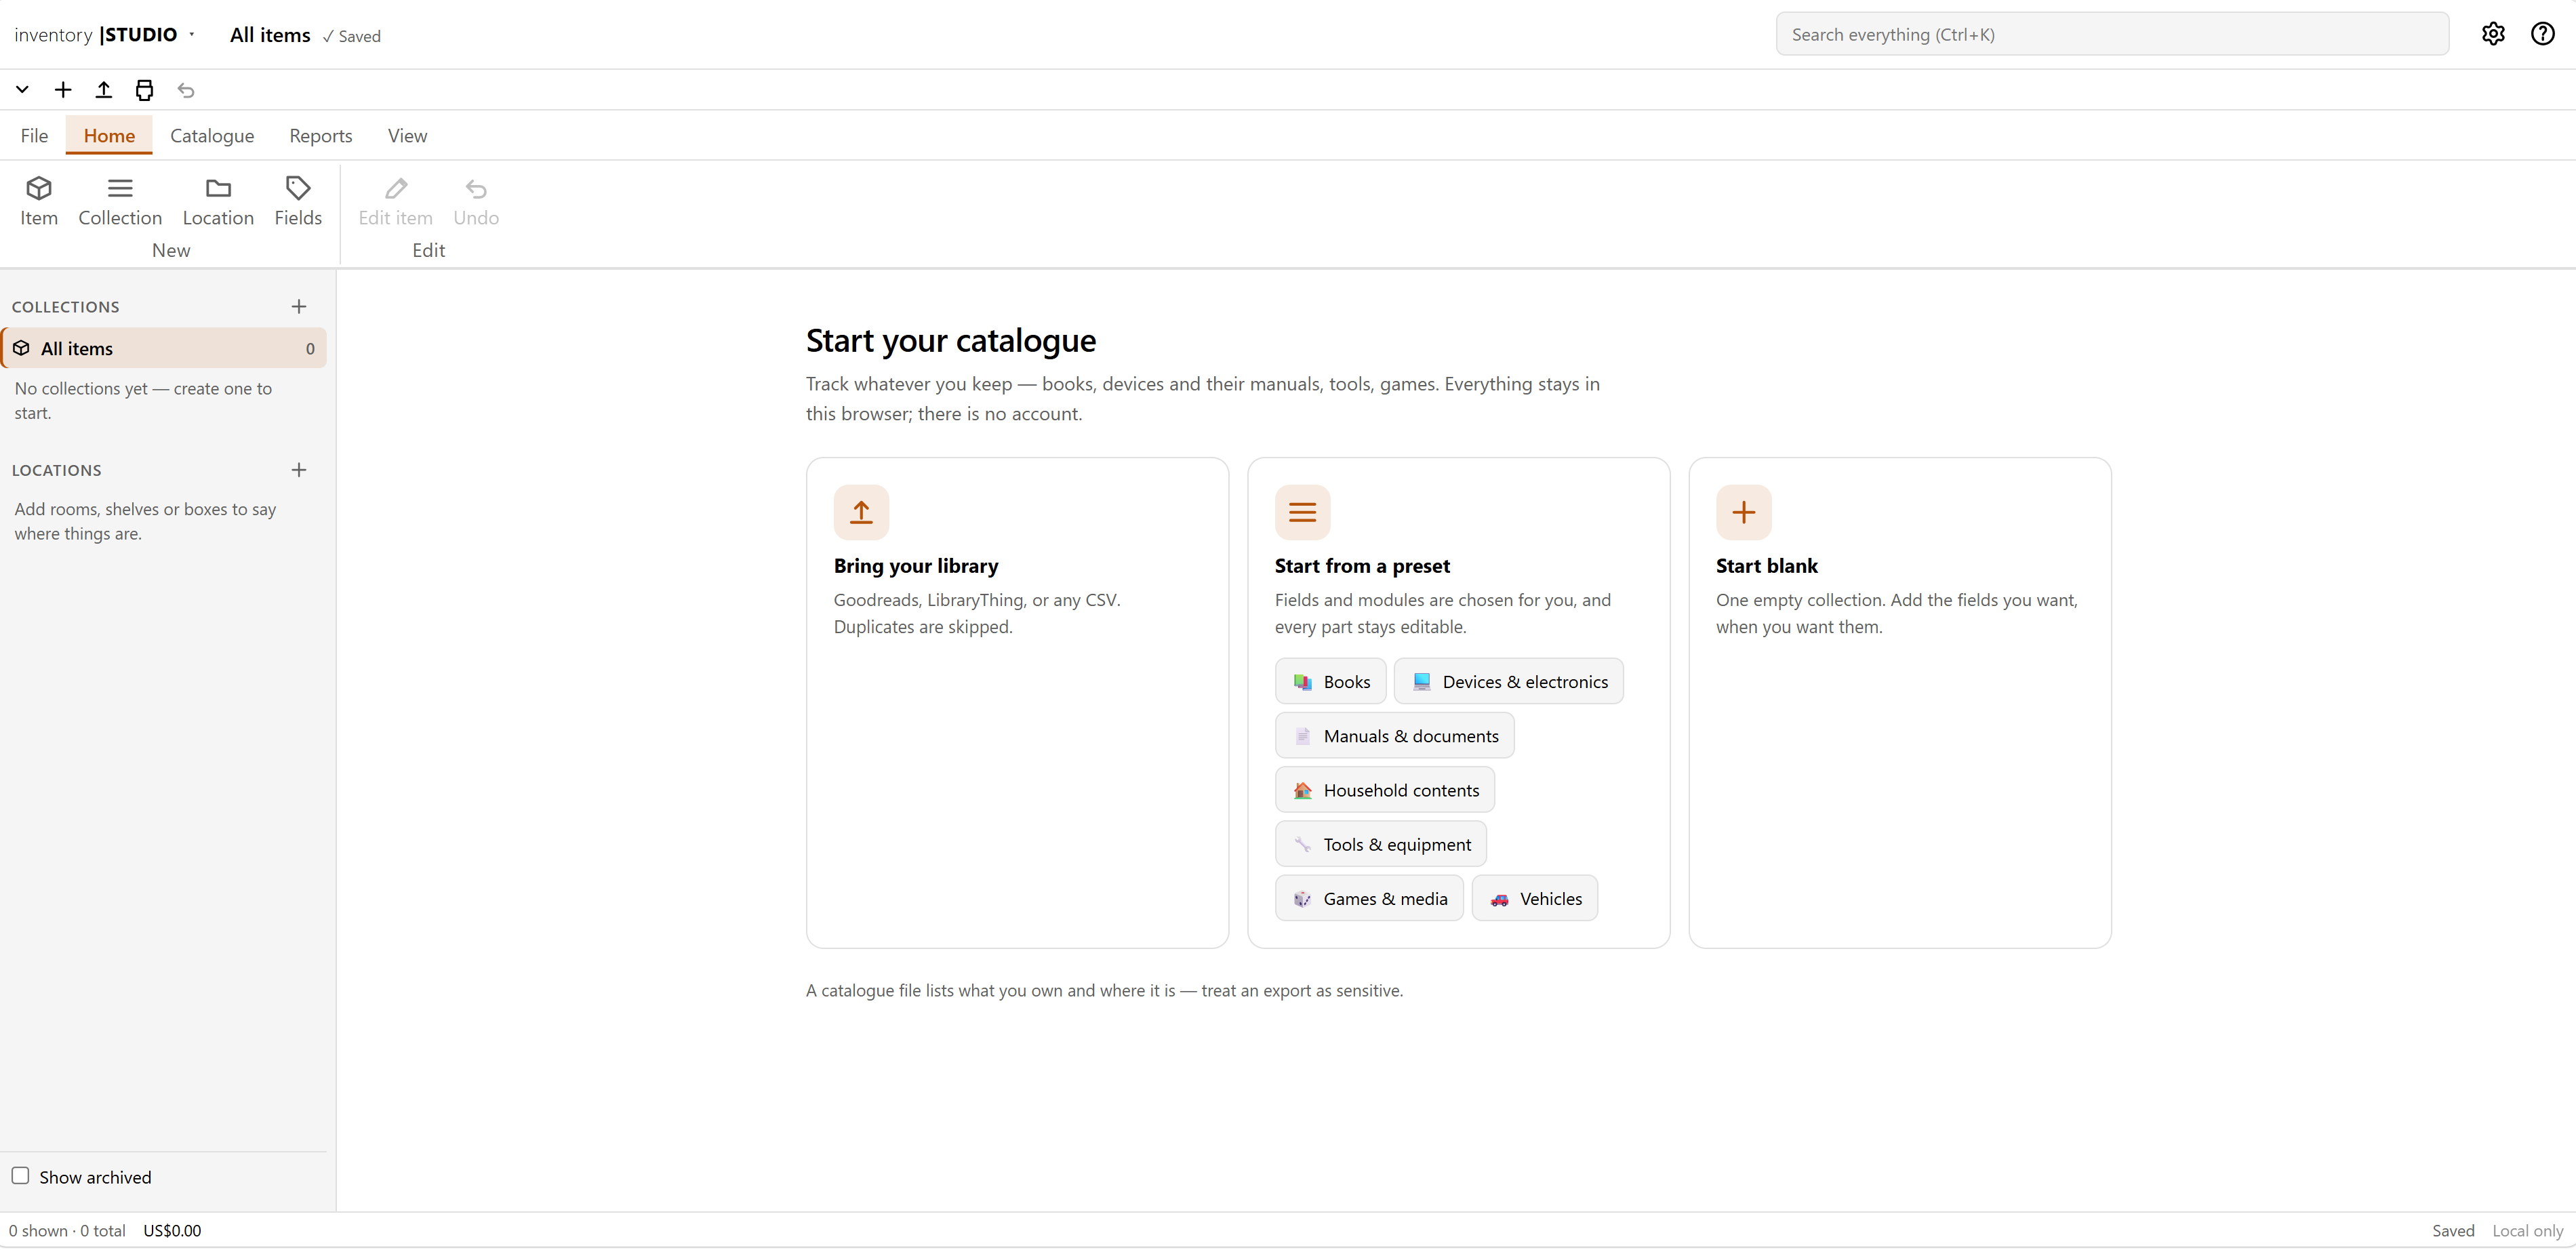 inventory |STUDIO
All items ✓ Saved
Search everything (Ctrl+K)
File Home Catalogue Reports View
Item Collection Location Fields
New
Edit item Undo
Edit
COLLECTIONS
All items 0
No collections yet — create one to
start.
LOCATIONS
Add rooms, shelves or boxes to say
where things are.
Show archived
Start your catalogue
Track whatever you keep — books, devices and their manuals, tools, games. Everything stays in
this browser; there is no account.
Bring your library
Goodreads, LibraryThing, or any CSV.
Duplicates are skipped.
Start from a preset
Fields and modules are chosen for you, and
every part stays editable.
Books Devices & electronics
Manuals & documents
Household contents
Tools & equipment
Games & media Vehicles
Start blank
One empty collection. Add the fields you want,
when you want them.
A catalogue file lists what you own and where it is — treat an export as sensitive.
0 shown · 0 total US$0.00
Saved Local only